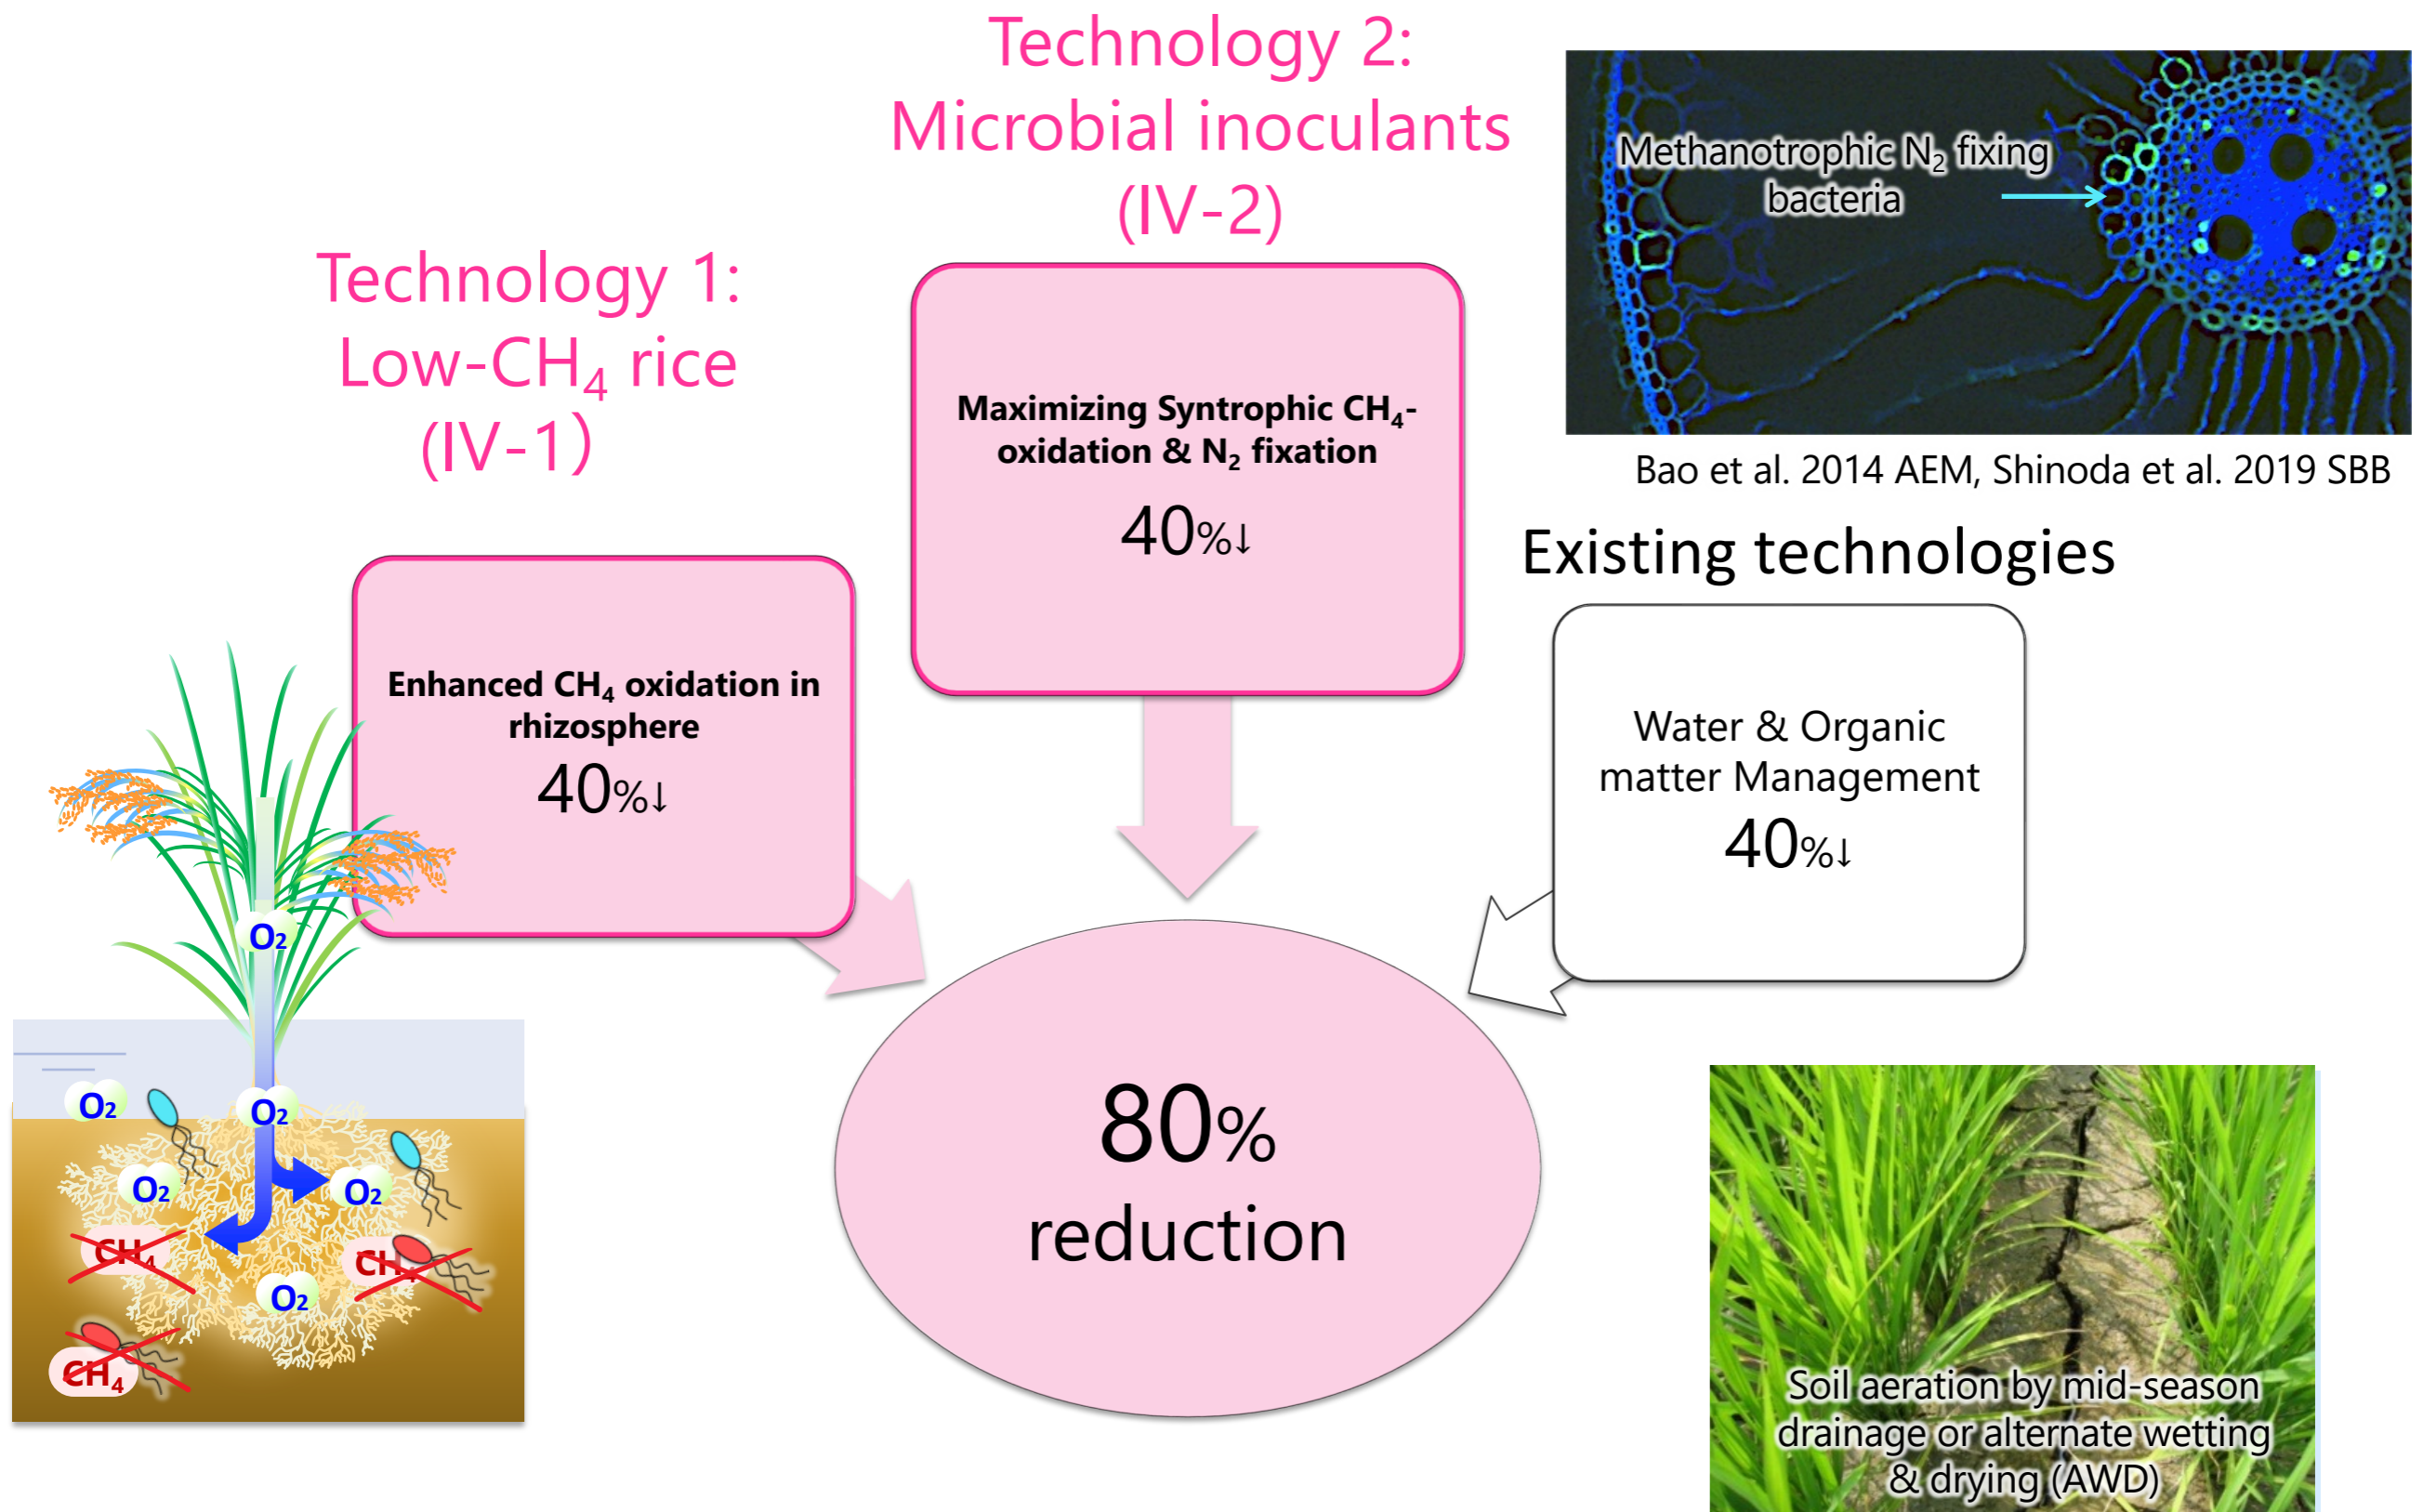 Technology 1:
Low-CH₄ rice
(IV-1)
Technology 2:
Microbial inoculants
(IV-2)
Methanotrophic N₂ fixing
bacteria
Bao et al. 2014 AEM, Shinoda et al. 2019 SBB
Enhanced CH₄ oxidation in
rhizosphere
40%↓
Maximizing Syntrophic CH₄-
oxidation & N₂ fixation
40%↓
Existing technologies
Water & Organic
matter Management
40%↓
80%
reduction
O₂
O₂
O₂
O₂
O₂
CH₄
CH₄
O₂
CH₄
Soil aeration by mid-season
drainage or alternate wetting
& drying (AWD)